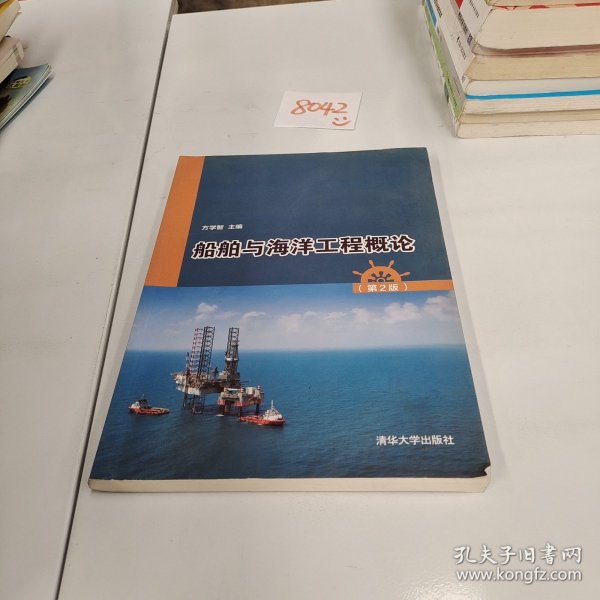 8042
方学智 主编
船舶与海洋工程概论
（第2版）
清华大学出版社
孔夫子旧书网
www.kongfz.com